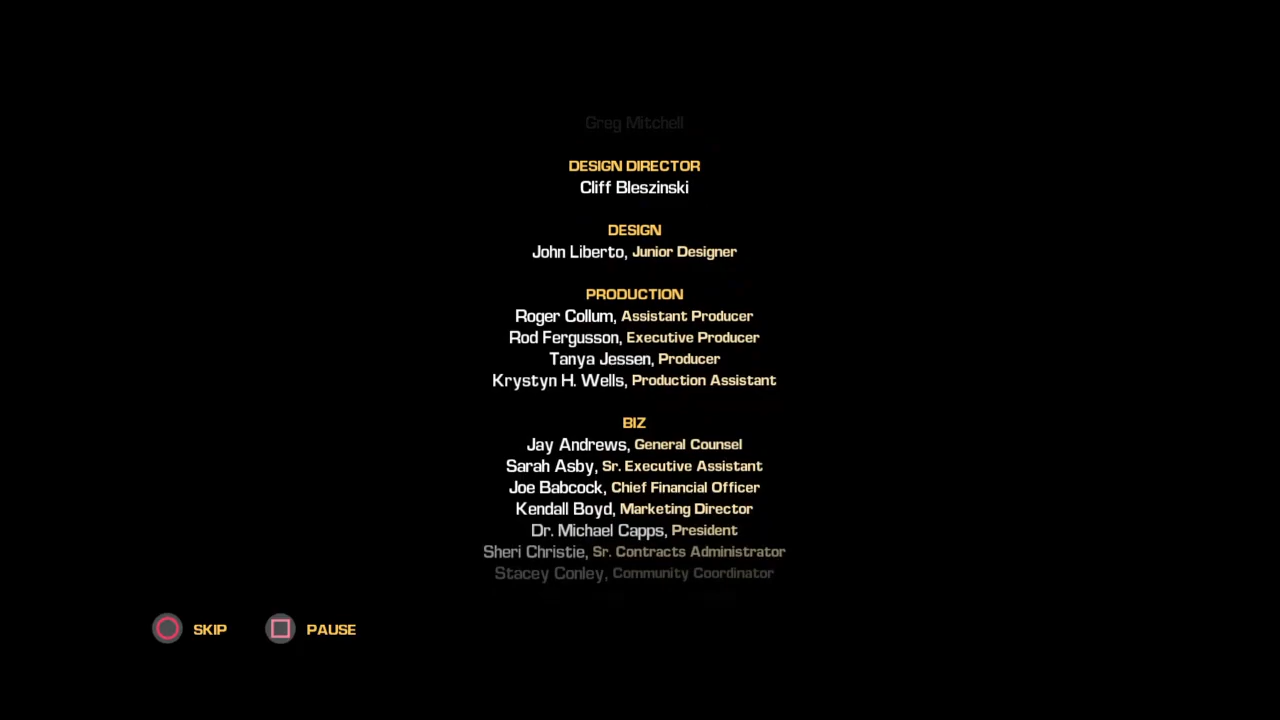 Greg Mitchell
DESIGN DIRECTOR
Cliff Bleszinski
DESIGN
John Liberto, Junior Designer
PRODUCTION
Roger Collum, Assistant Producer
Rod Fergusson, Executive Producer
Tanya Jessen, Producer
Krystyn H. Wells, Production Assistant
BIZ
Jay Andrews, General Counsel
Sarah Asby, Sr. Executive Assistant
Joe Babcock, Chief Financial Officer
Kendall Boyd, Marketing Director
Dr. Michael Capps, President
Sheri Christie, Sr. Contracts Administrator
Stacey Conley, Community Coordinator
SKIP PAUSE